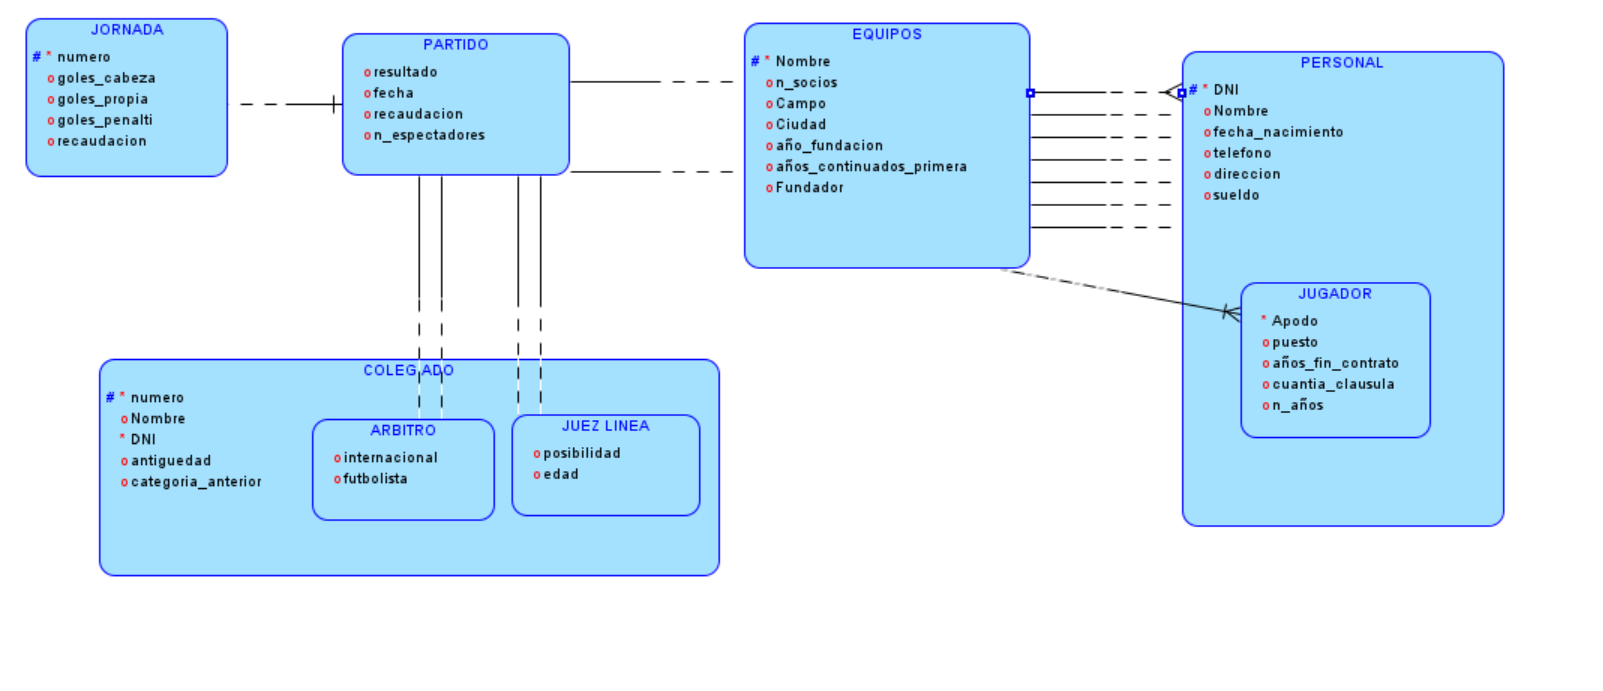 JORNADA
# * numero
o goles_cabeza
o goles_propia
o goles_penalti
o recaudacion
PARTIDO
o resultado
o fecha
o recaudacion
o n_espectadores
EQUIPOS
# * Nombre
o n_socios
o Campo
o Ciudad
o año_fundacion
o años_continuados_primera
o Fundador
PERSONAL
# * DNI
o Nombre
o fecha_nacimiento
o telefono
o direccion
o sueldo
JUGADOR
* Apodo
o puesto
o años_fin_contrato
o cuantia_clausula
o n_años
COLEGIADO
# * numero
o Nombre
* DNI
o antiguedad
o categoria_anterior
ARBITRO
o internacional
o futbolista
JUEZ LINEA
o posibilidad
o edad